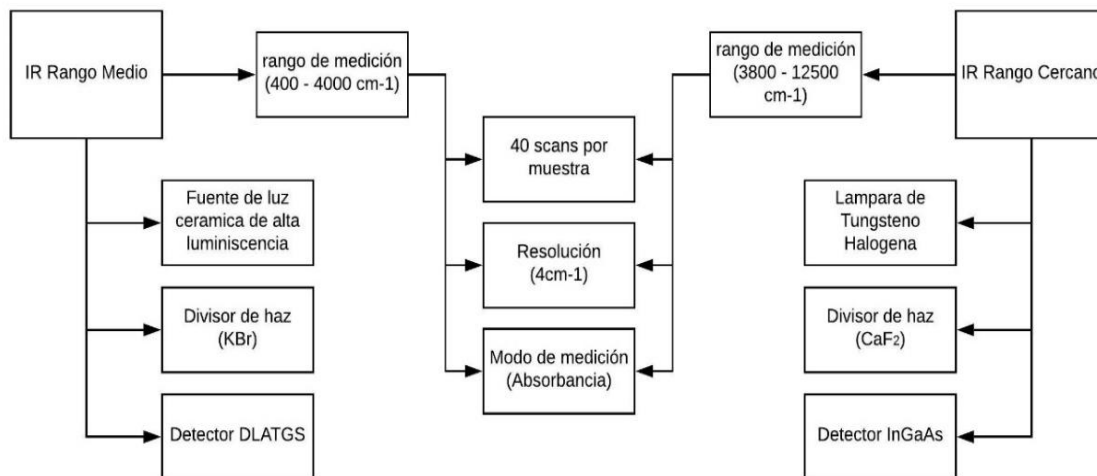 IR Rango Medio
rango de medición
(400 - 4000 cm-1)
rango de medición
(3800 - 12500
cm-1)
IR Rango Cercano
40 scans por
muestra
Fuente de luz
ceramica de alta
luminiscencia
Resolución
(4cm-1)
Lampara de
Tungsteno
Halogena
Divisor de haz
(KBr)
Modo de medición
(Absorbancia)
Divisor de haz
(CaF₂)
Detector DLATGS
Detector InGaAs